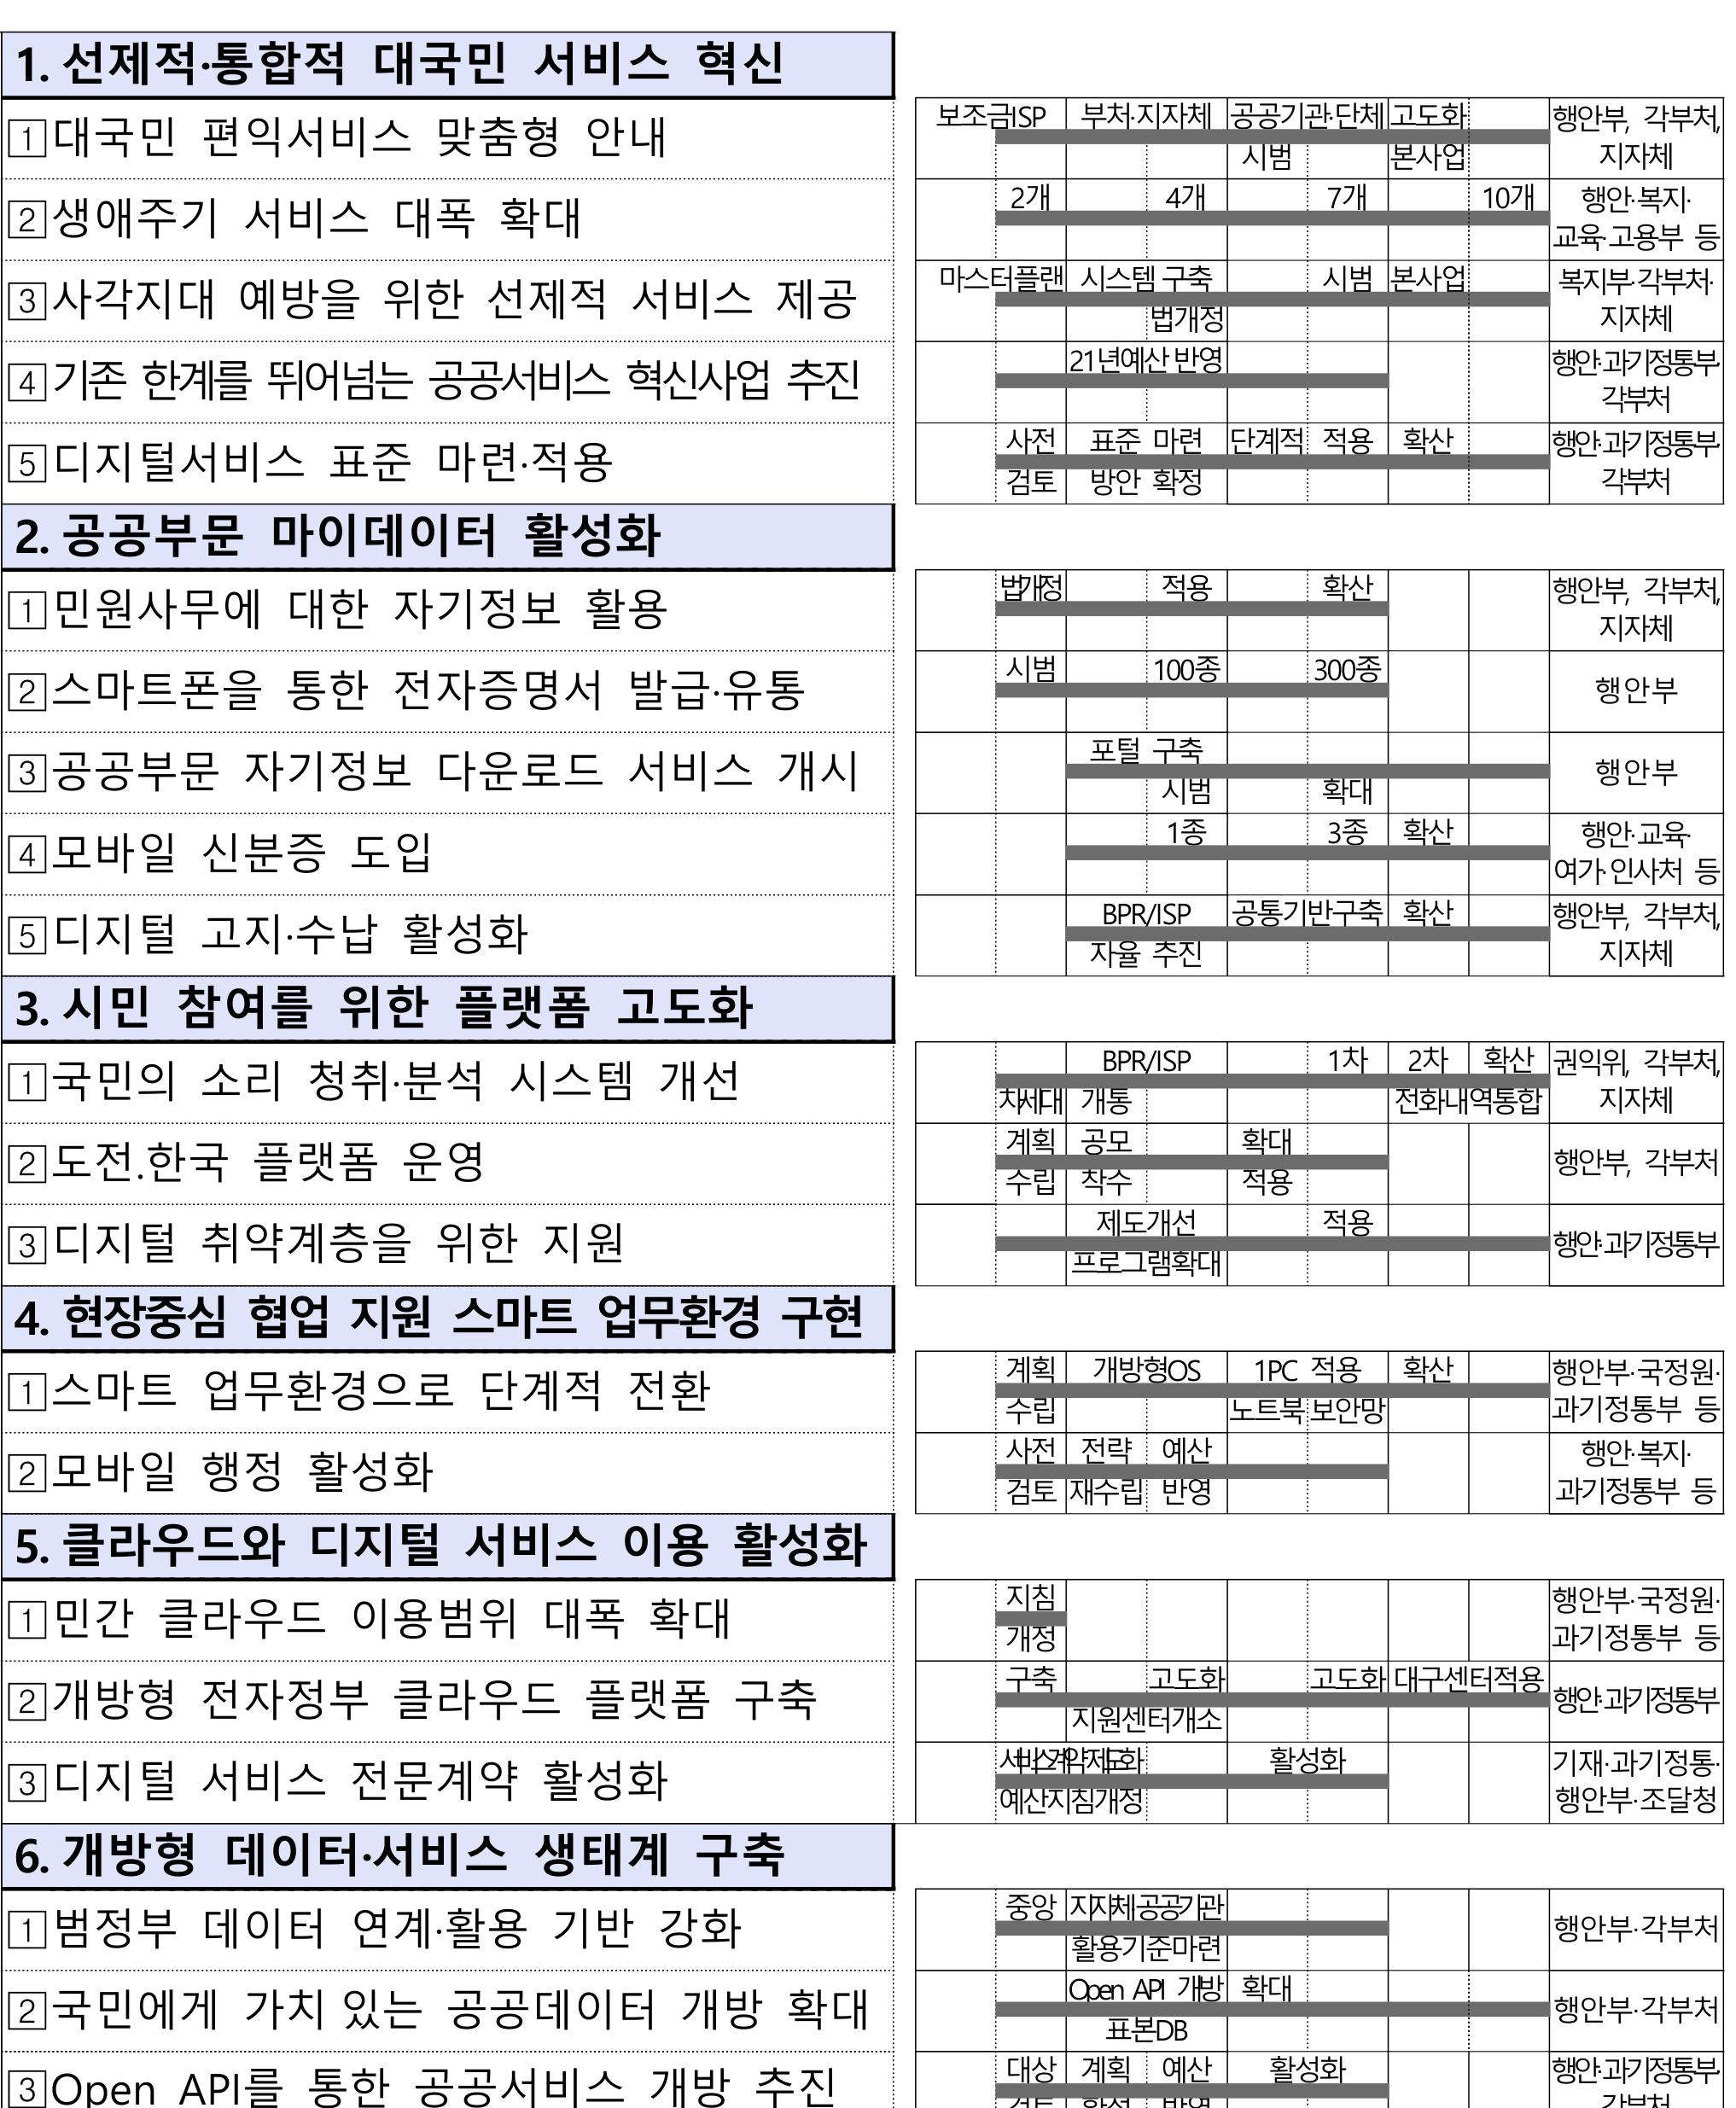 1. 선제적·통합적 대국민 서비스 혁신
1 대국민 편익서비스 맞춤형 안내
보조금ISP 부처·지자체 공공기관·단체 고도화
시범 본사업
행안부, 각부처,
지자체
2 생애주기 서비스 대폭 확대
2개 4개 7개 10개
행안·복지·
교육·고용부 등
3 사각지대 예방을 위한 선제적 서비스 제공
마스터플랜 시스템 구축 시범 본사업
법개정
복지부·각부처·
지자체
4 기존 한계를 뛰어넘는 공공서비스 혁신사업 추진
21년예산 반영
행안·과기정통부·
각부처
5 디지털서비스 표준 마련·적용
사전 표준 마련 단계적 적용 확산
검토 방안 확정
행안·과기정통부·
각부처
2. 공공부문 마이데이터 활성화
1 민원사무에 대한 자기정보 활용
법개정 적용 확산
행안부, 각부처,
지자체
2 스마트폰을 통한 전자증명서 발급·유통
시범 100종 300종
행안부
3 공공부문 자기정보 다운로드 서비스 개시
포털 구축
시범 확대
행안부
4 모바일 신분증 도입
1종 3종 확산
행안·교육·
여가·인사처 등
5 디지털 고지·수납 활성화
BPR/ISP 공통기반구축 확산
자율 추진
행안부, 각부처,
지자체
3. 시민 참여를 위한 플랫폼 고도화
1 국민의 소리 청취·분석 시스템 개선
BPR/ISP 1차 2차 확산
차세대 개통 전화내역통합
권익위, 각부처,
지자체
2 도전.한국 플랫폼 운영
계획 공모 확대
수립 착수 적용
행안부, 각부처
3 디지털 취약계층을 위한 지원
제도개선 적용
프로그램확대
행안·과기정통부
4. 현장중심 협업 지원 스마트 업무환경 구현
1 스마트 업무환경으로 단계적 전환
계획 개방형OS 1PC 적용 확산
수립 노트북 보안망
행안부·국정원·
과기정통부 등
2 모바일 행정 활성화
사전 전략 예산
검토 재수립 반영
행안·복지·
과기정통부 등
5. 클라우드와 디지털 서비스 이용 활성화
1 민간 클라우드 이용범위 대폭 확대
지침
개정
행안부·국정원·
과기정통부 등
2 개방형 전자정부 클라우드 플랫폼 구축
구축 고도화 고도화 대구센터적용
지원센터개소
행안·과기정통부
3 디지털 서비스 전문계약 활성화
서비스계약제도화 활성화
예산지침개정
기재·과기정통·
행안부·조달청
6. 개방형 데이터·서비스 생태계 구축
1 범정부 데이터 연계·활용 기반 강화
중앙 지자체·공공기관
활용기준마련
행안부·각부처
2 국민에게 가치 있는 공공데이터 개방 확대
Open API 개방 확대
표본DB
행안부·각부처
3 Open API를 통한 공공서비스 개방 추진
대상 계획 예산 활성화
행안·과기정통부·